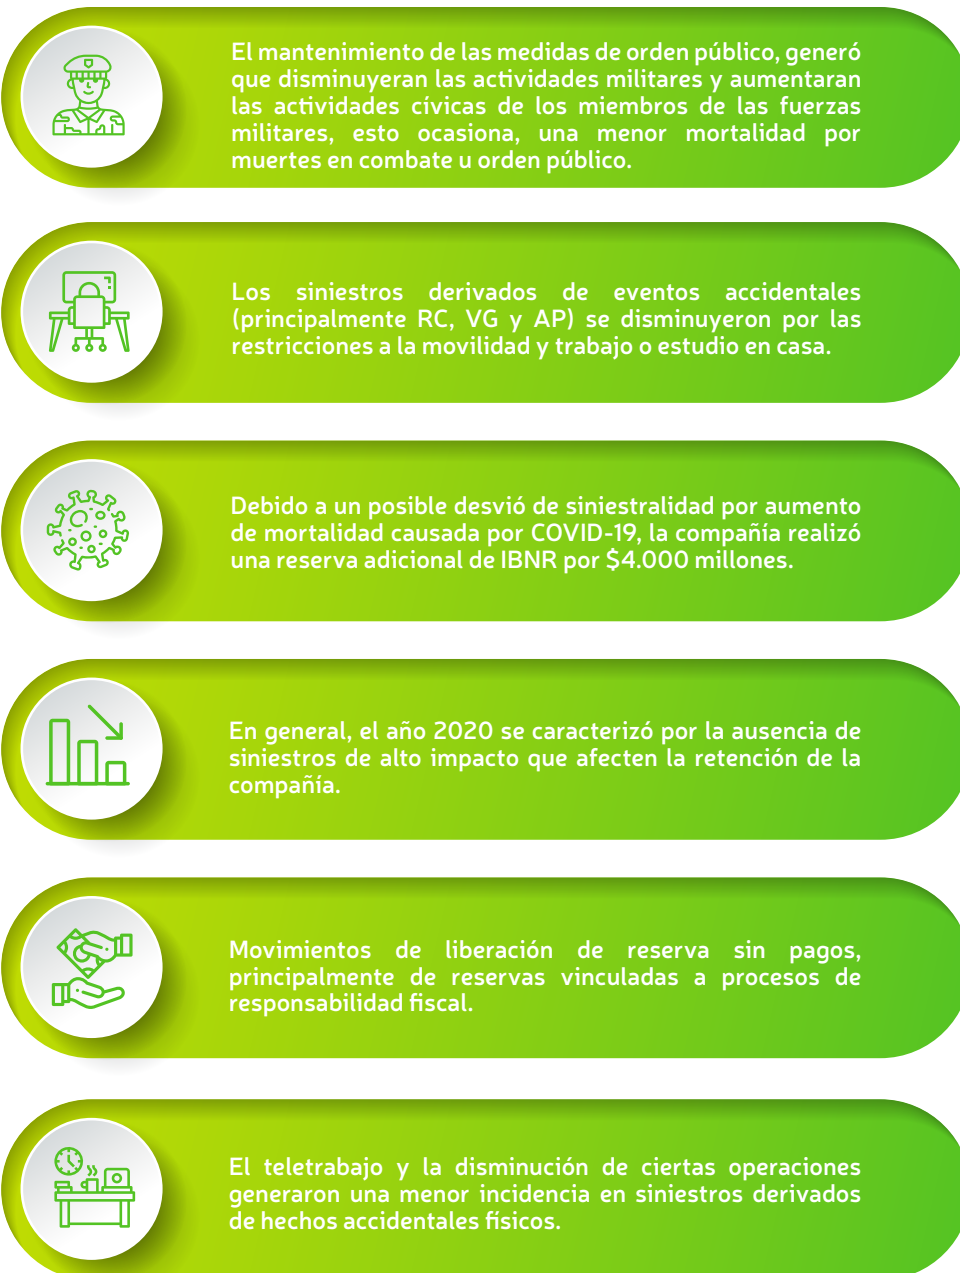 El mantenimiento de las medidas de orden público, generó
que disminuyeran las actividades militares y aumentaran
las actividades cívicas de los miembros de las fuerzas
militares, esto ocasiona, una menor mortalidad por
muertes en combate u orden público.
Los siniestros derivados de eventos accidentales
(principalmente RC, VG y AP) se disminuyeron por las
restricciones a la movilidad y trabajo o estudio en casa.
Debido a un posible desvió de siniestralidad por aumento
de mortalidad causada por COVID-19, la compañía realizó
una reserva adicional de IBNR por $4.000 millones.
En general, el año 2020 se caracterizó por la ausencia de
siniestros de alto impacto que afecten la retención de la
compañía.
Movimientos de liberación de reserva sin pagos,
principalmente de reservas vinculadas a procesos de
responsabilidad fiscal.
El teletrabajo y la disminución de ciertas operaciones
generaron una menor incidencia en siniestros derivados
de hechos accidentales físicos.